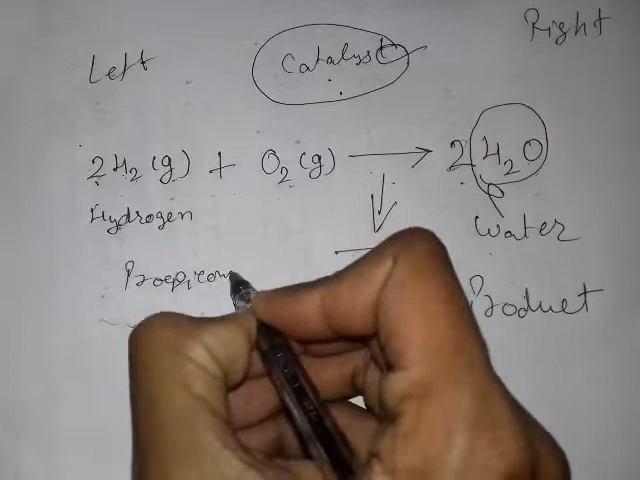 Right
Left
Catalyst
2H₂(g) + O₂(g) → 2H₂O
Hydrogen
Water
Product